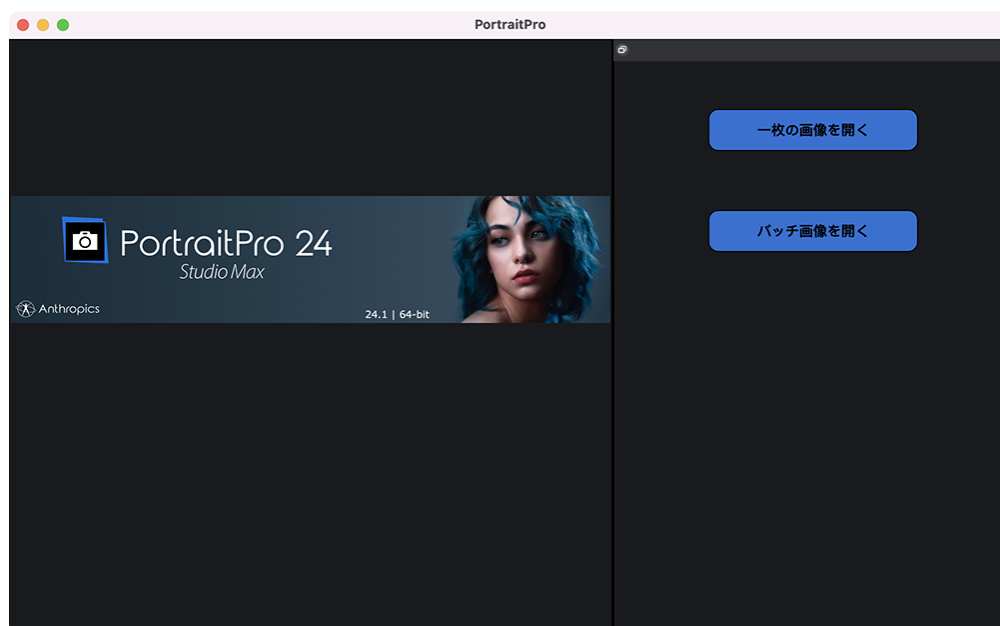 PortraitPro
一枚の画像を開く
バッチ画像を開く
PortraitPro 24
Studio Max
Anthropics
24.1 | 64-bit